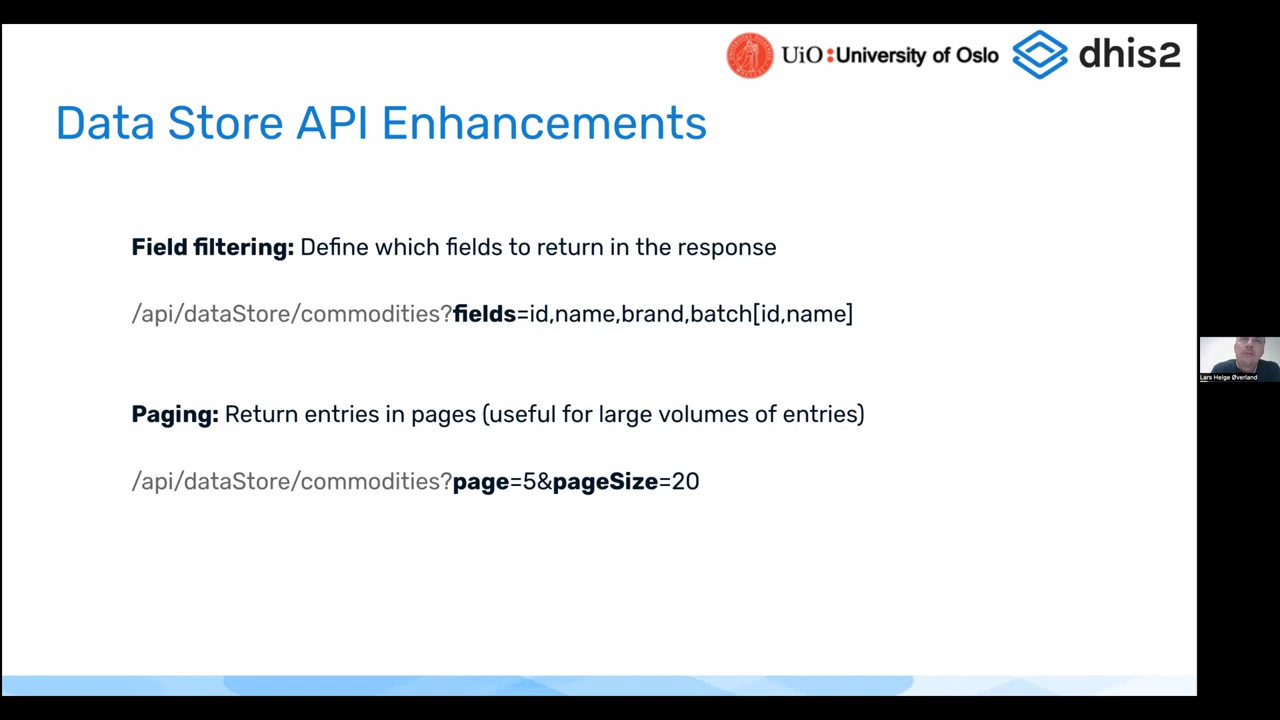 UiO:University of Oslo
dhis2
Data Store API Enhancements
Field filtering: Define which fields to return in the response
/api/dataStore/commodities?fields=id,name,brand,batch[id,name]
Lars Helge Øverland
Paging: Return entries in pages (useful for large volumes of entries)
/api/dataStore/commodities?page=5&pageSize=20